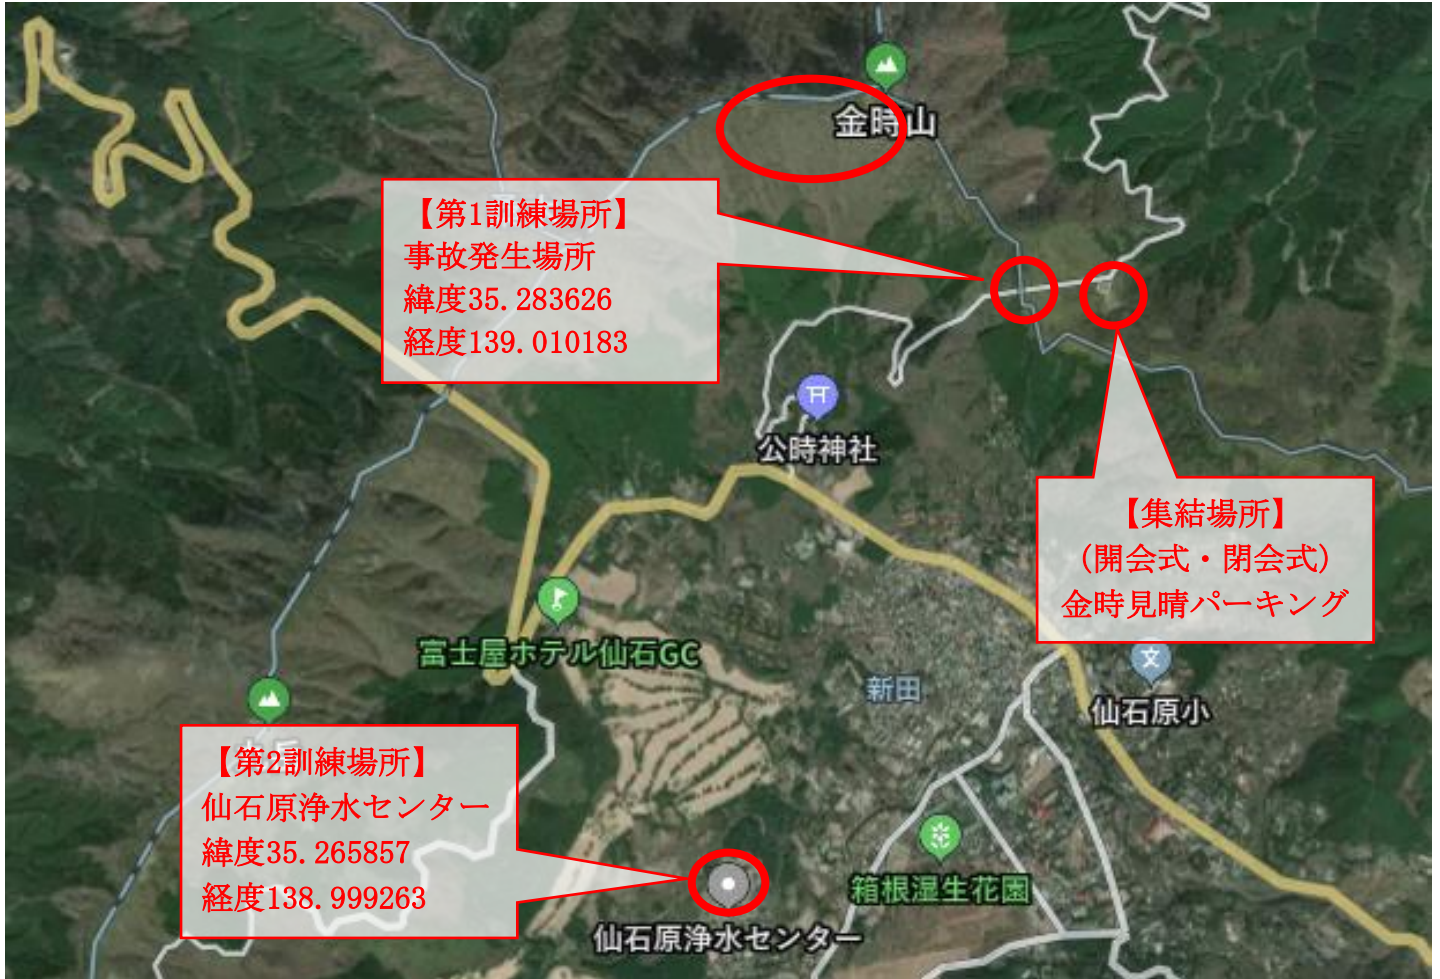 金時山
【第1訓練場所】
事故発生場所
緯度35.283626
経度139.010183
公時神社
【集結場所】
(開会式・閉会式)
金時見晴パーキング
富士屋ホテル仙石GC
新田
仙石原小
【第2訓練場所】
仙石原浄水センター
緯度35.265857
経度138.999263
箱根湿生花園
仙石原浄水センター